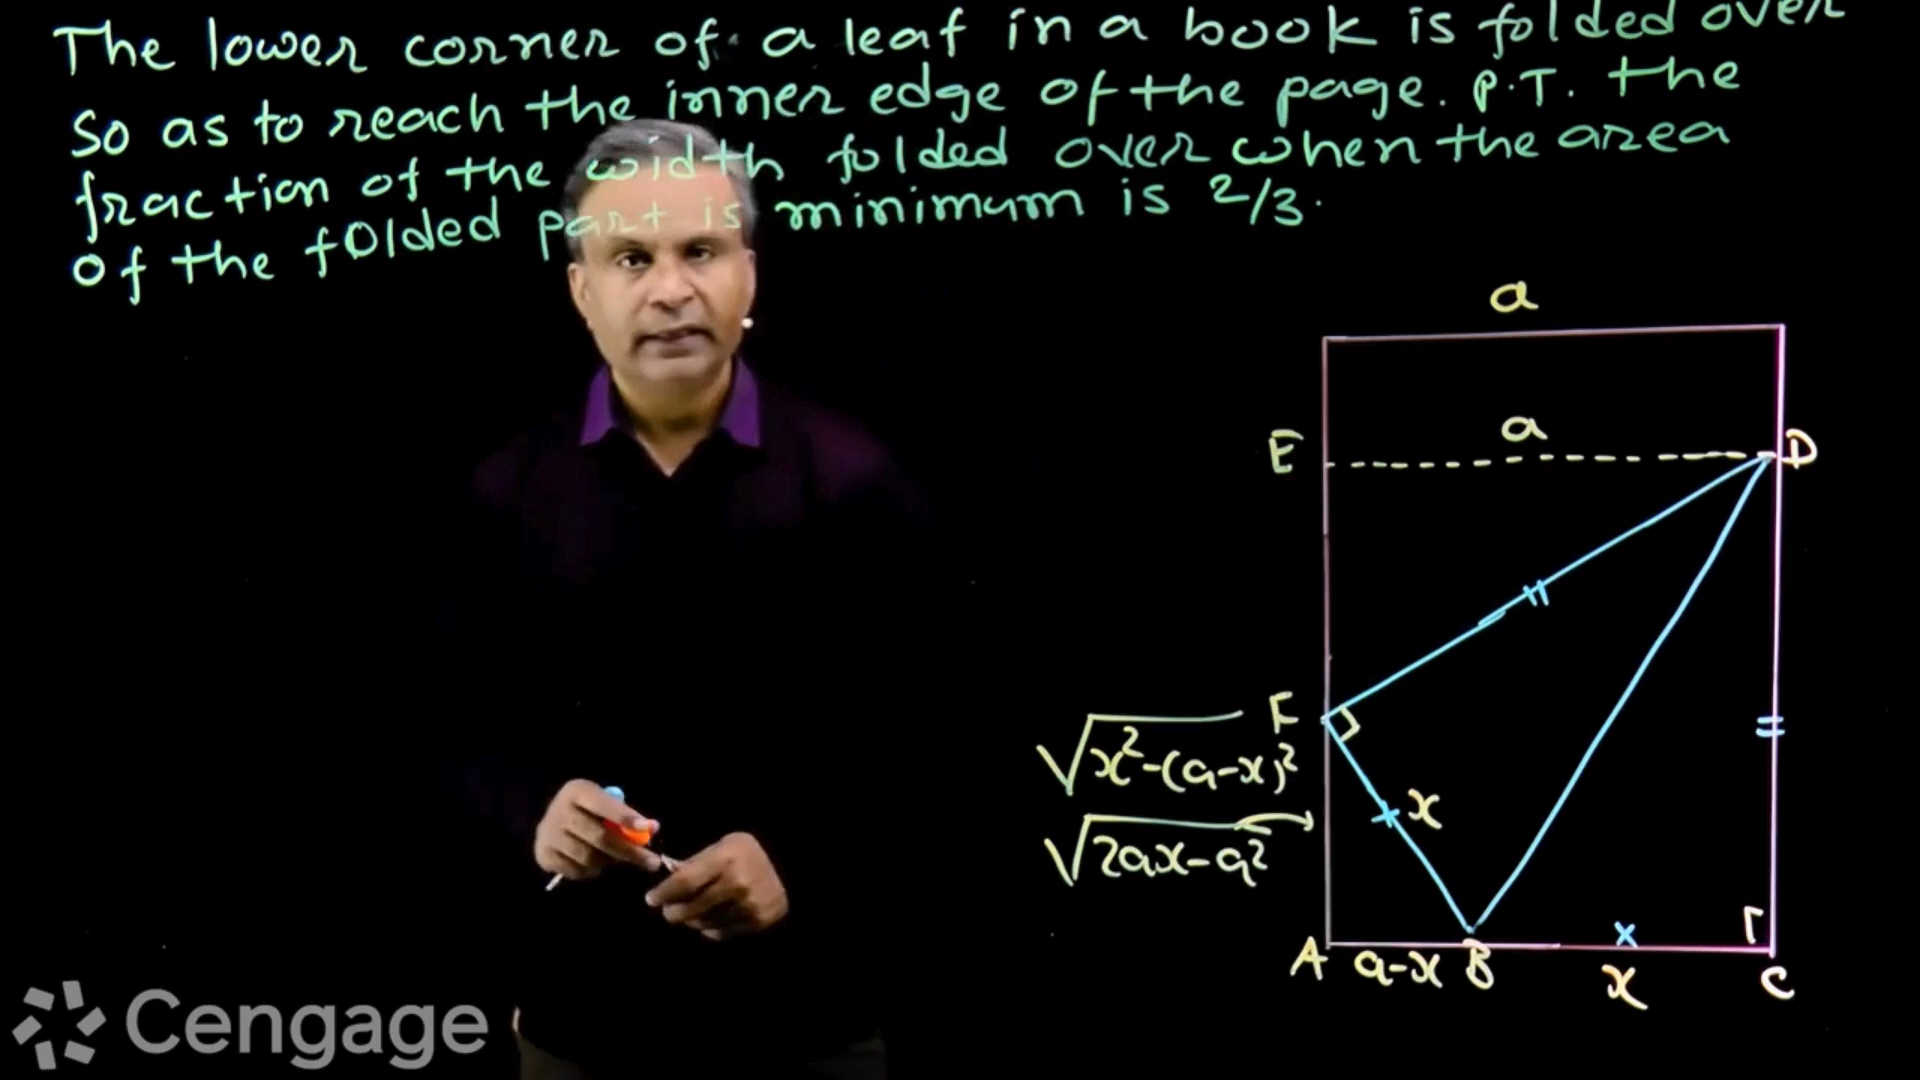 The lower corner of a leaf in a book is folded over
so as to reach the inner edge of the page. P.T. the
fraction of the width folded over when the area
of the folded part is minimum is 2/3.
a
E
a
D
F
√x²-(a-x)²
√2ax-a²
x
A
a-x
B
x
C
Cengage